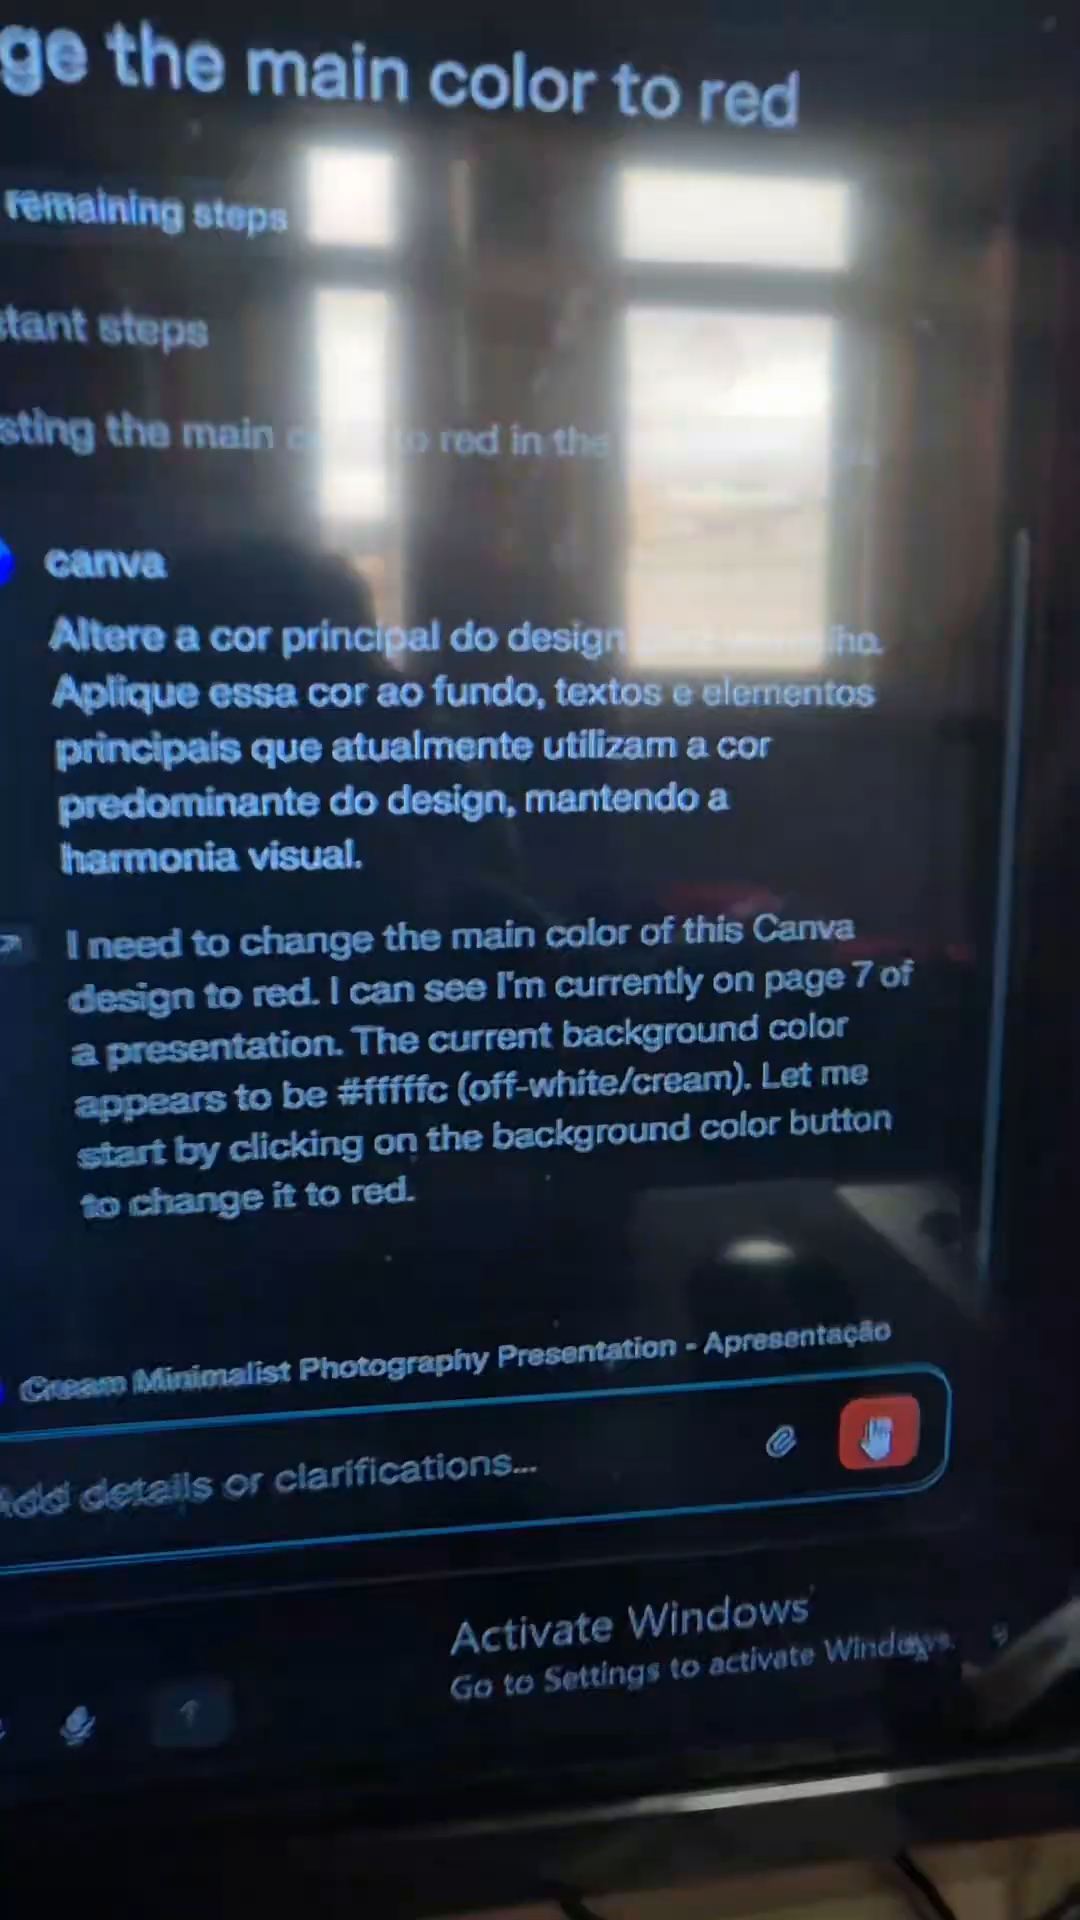 ge the main color to red
remaining steps
stant steps
sting the main to red in the
canva
Altere a cor principal do design
Aplique essa cor ao fundo, textos e elementos
principais que atualmente utilizam a cor
predominante do design, mantendo a
harmonia visual.
I need to change the main color of this Canva
design to red. I can see I'm currently on page 7 of
a presentation. The current background color
appears to be #fffffc (off-white/cream). Let me
start by clicking on the background color button
to change it to red.
Cream Minimalist Photography Presentation - Apresentação
Add details or clarifications...
Activate Windows
Go to Settings to activate Windows.